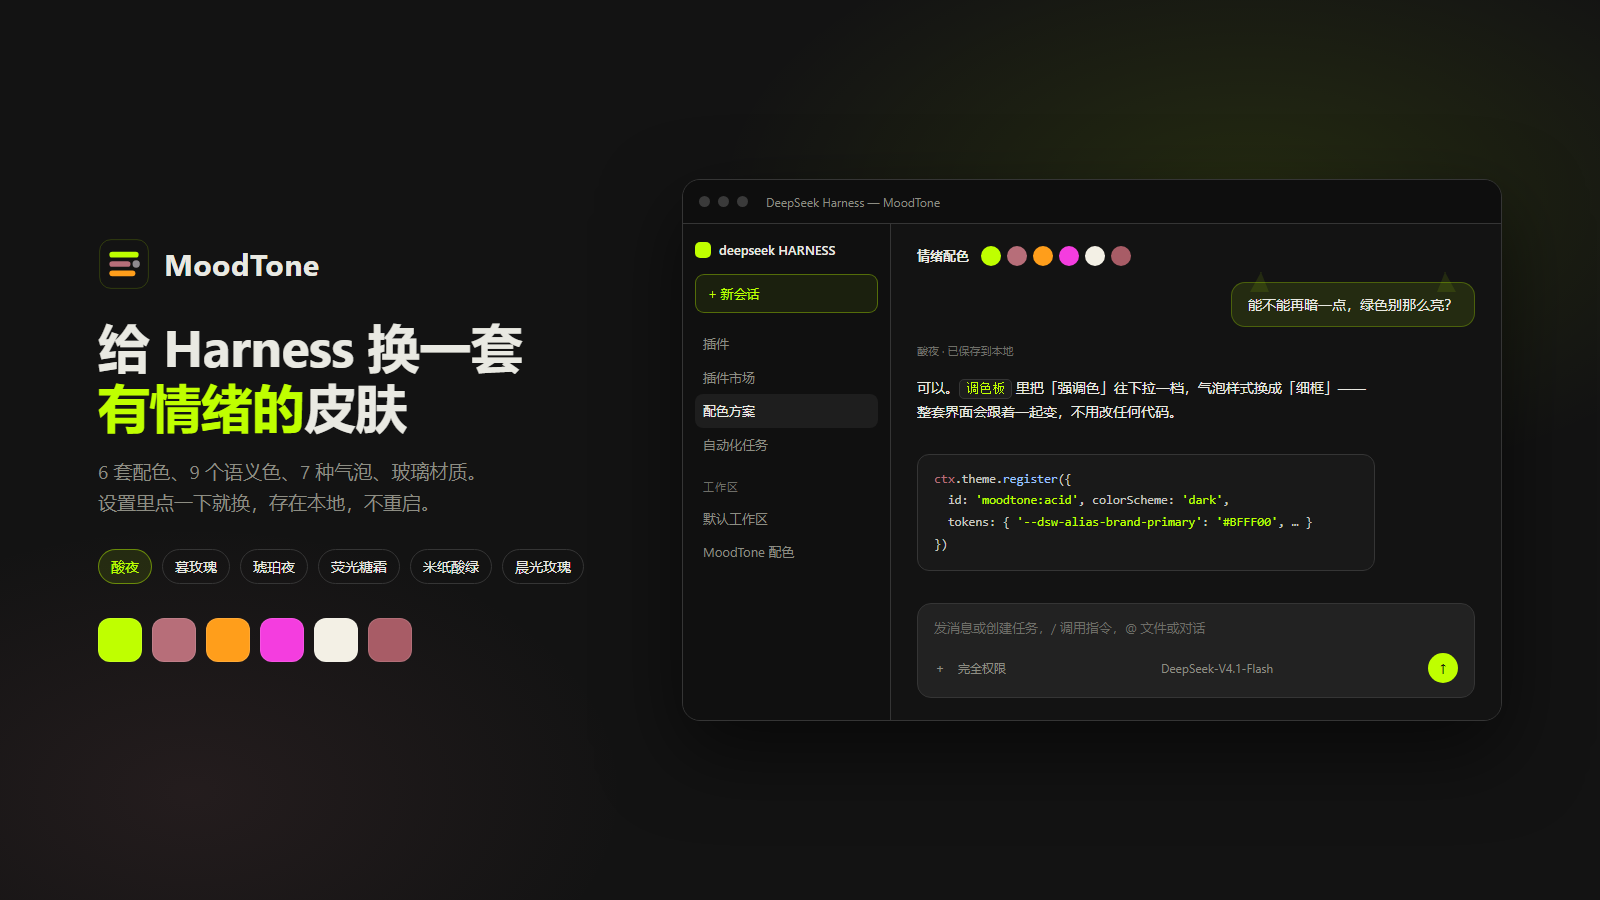 MoodTone
给 Harness 换一套
有情绪的皮肤
6 套配色、9 个语义色、7 种气泡、玻璃材质。
设置里点一下就换，存在本地，不重启。
酸夜
暮玫瑰
琥珀夜
荧光糖霜
米纸酸绿
晨光玫瑰
DeepSeek Harness — MoodTone
deepseek HARNESS
+ 新会话
插件
插件市场
配色方案
自动化任务
工作区
默认工作区
MoodTone 配色
情绪配色
能不能再暗一点，绿色别那么亮？
酸夜 · 已保存到本地
可以。 调色板 里把「强调色」往下拉一档，气泡样式换成「细框」——
整套界面会跟着一起变，不用改任何代码。
ctx.theme.register({
id: 'moodtone:acid', colorScheme: 'dark',
tokens: { '--dsw-alias-brand-primary': '#BFFF00', … }
})
发消息或创建任务，/ 调用指令，@ 文件或对话
+ 完全权限
DeepSeek-V4.1-Flash
↑